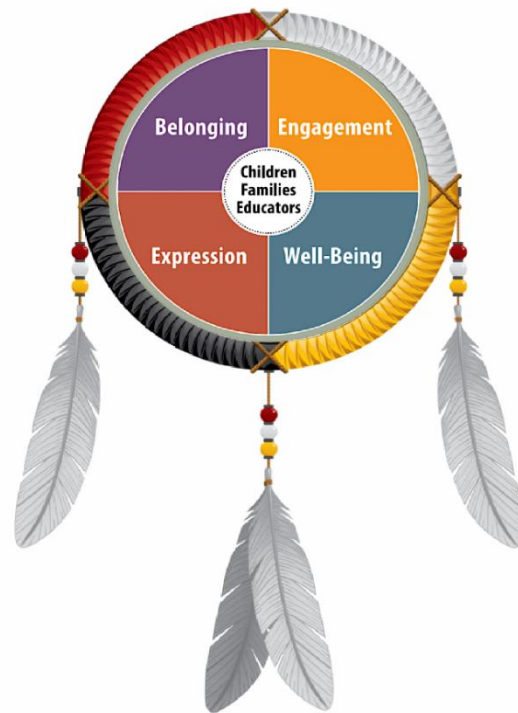 Belonging
Engagement
Children
Families
Educators
Expression
Well-Being